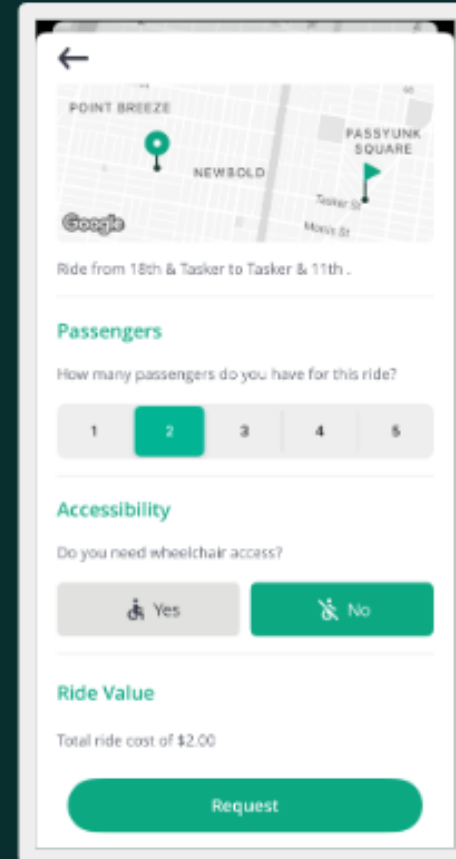 POINT BREEZE
PASSYUNK
SQUARE
NEWBOLD
Tasker St
Morris St
Google
Ride from 18th & Tasker to Tasker & 11th .
Passengers
How many passengers do you have for this ride?
1 2 3 4 5
Accessibility
Do you need wheelchair access?
Yes No
Ride Value
Total ride cost of $2.00
Request